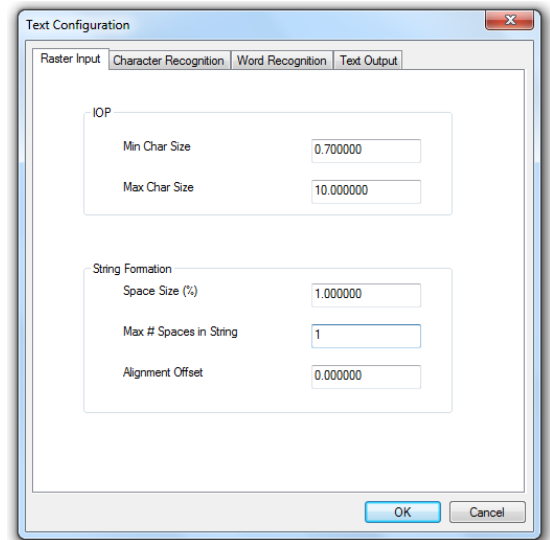 Text Configuration
Raster Input Character Recognition Word Recognition Text Output
IOP
Min Char Size 0.700000
Max Char Size 10.000000
String Formation
Space Size (%) 1.000000
Max # Spaces in String 1
Alignment Offset 0.000000
OK Cancel